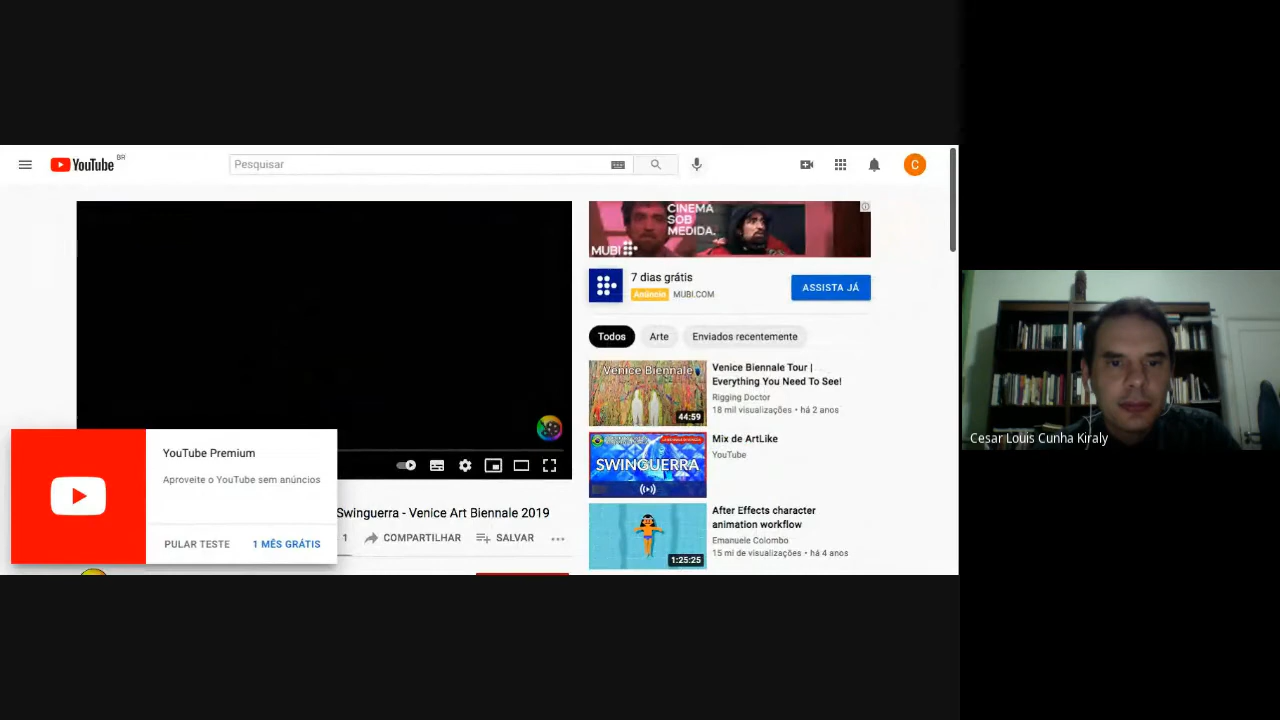 YouTube BR
Pesquisar
C
CINEMA
SOB
MEDIDA.
MUBI
7 dias grátis
Anúncio MUBI.COM
ASSISTA JÁ
Todos Arte Enviados recentemente
Venice Biennale
44:59
Venice Biennale Tour |
Everything You Need To See!
Rigging Doctor
18 mil visualizações • há 2 anos
SWINGUERRA
Mix de ArtLike
YouTube
1:25:25
After Effects character
animation workflow
Emanuele Colombo
15 mi de visualizações • há 4 anos
Swinguerra - Venice Art Biennale 2019
1 COMPARTILHAR SALVAR
YouTube Premium
Aproveite o YouTube sem anúncios
PULAR TESTE 1 MÊS GRÁTIS
Cesar Louis Cunha Kiraly